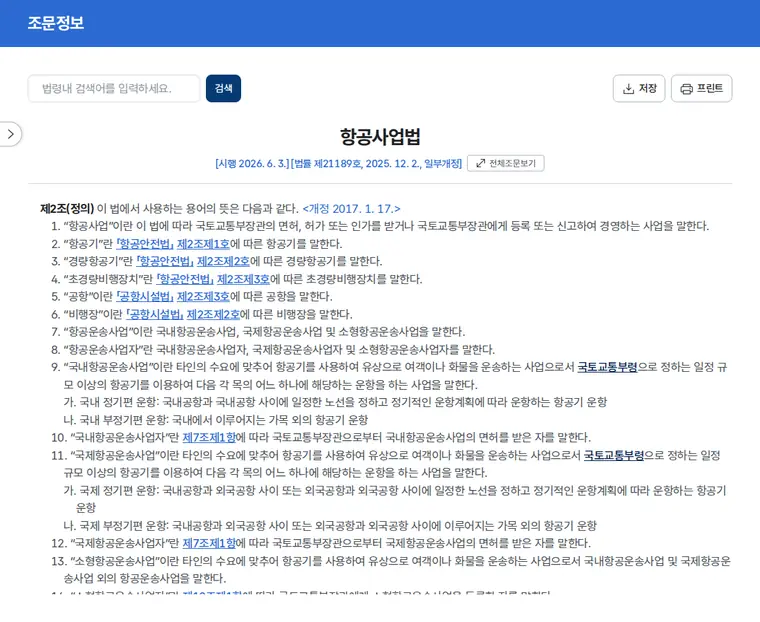 조문정보
법령내 검색어를 입력하세요.
검색
저장
프린트
항공사업법
[시행 2026. 6. 3.] [법률 제21189호, 2025. 12. 2., 일부개정]
전체조문보기
제2조(정의) 이 법에서 사용하는 용어의 뜻은 다음과 같다. <개정 2017. 1. 17.>
1. "항공사업"이란 이 법에 따라 국토교통부장관의 면허, 허가 또는 인가를 받거나 국토교통부장관에게 등록 또는 신고하여 경영하는 사업을 말한다.
2. "항공기"란 「항공안전법」 제2조제1호에 따른 항공기를 말한다.
3. "경량항공기"란 「항공안전법」 제2조제2호에 따른 경량항공기를 말한다.
4. "초경량비행장치"란 「항공안전법」 제2조제3호에 따른 초경량비행장치를 말한다.
5. "공항"이란 「공항시설법」 제2조제3호에 따른 공항을 말한다.
6. "비행장"이란 「공항시설법」 제2조제2호에 따른 비행장을 말한다.
7. "항공운송사업"이란 국내항공운송사업, 국제항공운송사업 및 소형항공운송사업을 말한다.
8. "항공운송사업자"란 국내항공운송사업자, 국제항공운송사업자 및 소형항공운송사업자를 말한다.
9. "국내항공운송사업"이란 타인의 수요에 맞추어 항공기를 사용하여 유상으로 여객이나 화물을 운송하는 사업으로서 국토교통부령으로 정하는 일정 규
모 이상의 항공기를 이용하여 다음 각 목의 어느 하나에 해당하는 운항을 하는 사업을 말한다.
가. 국내 정기편 운항: 국내공항과 국내공항 사이에 일정한 노선을 정하고 정기적인 운항계획에 따라 운항하는 항공기 운항
나. 국내 부정기편 운항: 국내에서 이루어지는 가목 외의 항공기 운항
10. "국내항공운송사업자"란 제7조제1항에 따라 국토교통부장관으로부터 국내항공운송사업의 면허를 받은 자를 말한다.
11. "국제항공운송사업"이란 타인의 수요에 맞추어 항공기를 사용하여 유상으로 여객이나 화물을 운송하는 사업으로서 국토교통부령으로 정하는 일정
규모 이상의 항공기를 이용하여 다음 각 목의 어느 하나에 해당하는 운항을 하는 사업을 말한다.
가. 국제 정기편 운항: 국내공항과 외국공항 사이 또는 외국공항과 외국공항 사이에 일정한 노선을 정하고 정기적인 운항계획에 따라 운항하는 항공기
운항
나. 국제 부정기편 운항: 국내공항과 외국공항 사이 또는 외국공항과 외국공항 사이에 이루어지는 가목 외의 항공기 운항
12. "국제항공운송사업자"란 제7조제1항에 따라 국토교통부장관으로부터 국제항공운송사업의 면허를 받은 자를 말한다.
13. "소형항공운송사업"이란 타인의 수요에 맞추어 항공기를 사용하여 유상으로 여객이나 화물을 운송하는 사업으로서 국내항공운송사업 및 국제항공운
송사업 외의 항공운송사업을 말한다.